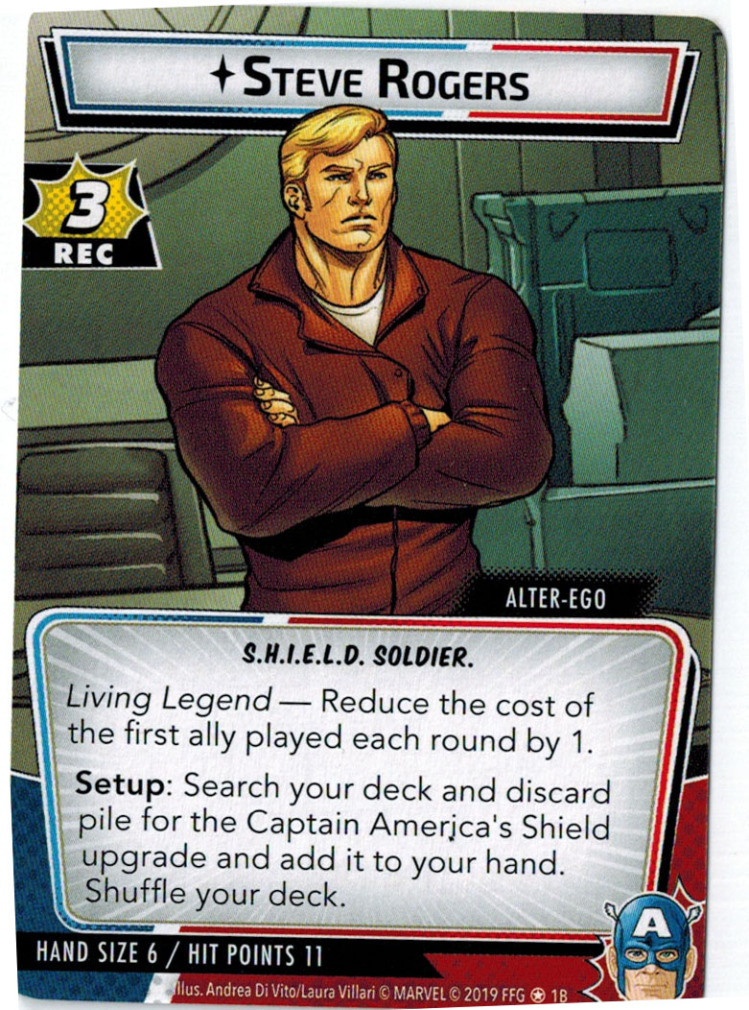 STEVE ROGERS
3
REC
ALTER-EGO
S.H.I.E.L.D. SOLDIER.
Living Legend — Reduce the cost of
the first ally played each round by 1.
Setup: Search your deck and discard
pile for the Captain America's Shield
upgrade and add it to your hand.
Shuffle your deck.
A
HAND SIZE 6 / HIT POINTS 11
Illus. Andrea Di Vito/Laura Villari © MARVEL © 2019 FFG ✪ 1B